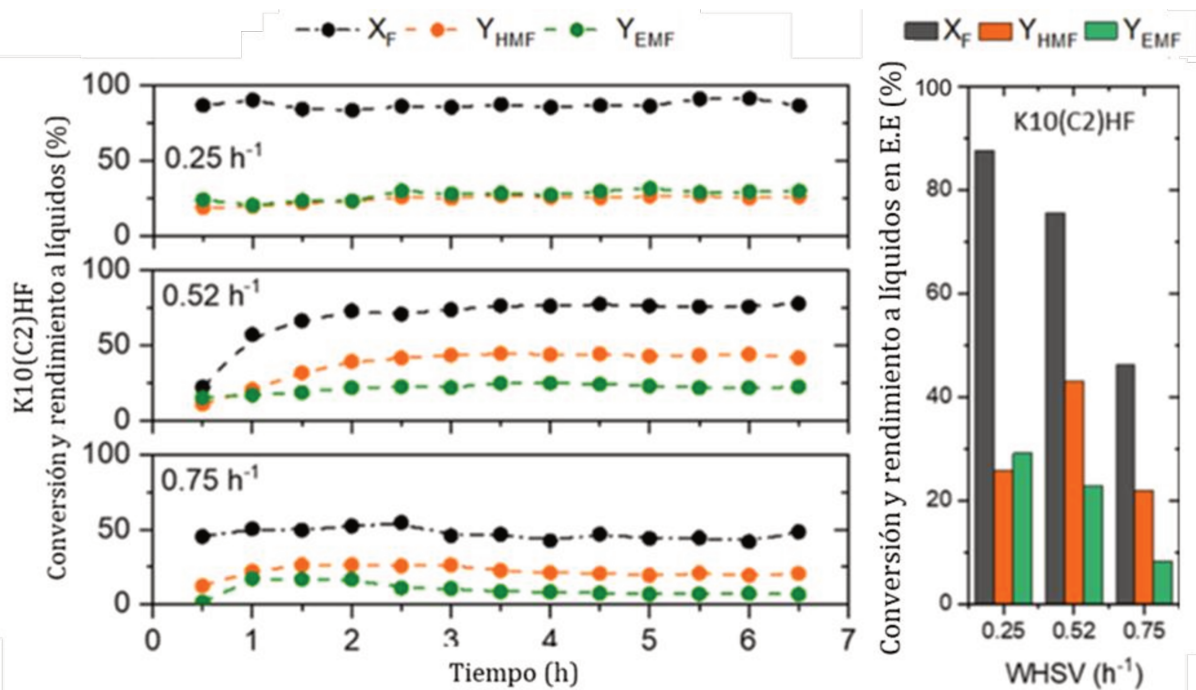 X_F Y_HMF Y_EMF
K10(C2)HF
Conversión y rendimiento a líquidos (%)
100
50
0
0.25 h⁻¹
100
50
0
0.52 h⁻¹
100
50
0
0.75 h⁻¹
0 1 2 3 4 5 6 7
Tiempo (h)
X_F Y_HMF Y_EMF
Conversión y rendimiento a líquidos en E.E (%)
K10(C2)HF
100
80
60
40
20
0
0.25 0.52 0.75
WHSV (h⁻¹)